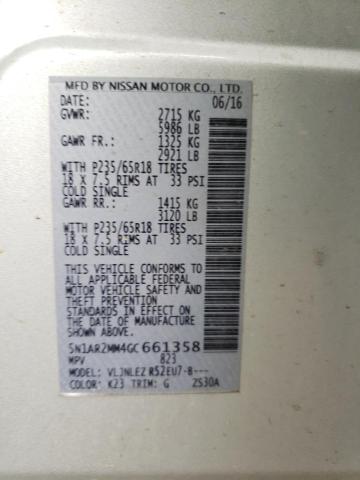 MFD BY NISSAN MOTOR CO., LTD.
DATE: 06/16
GVWR: 2715 KG
5986 LB
GAWR FR.: 1325 KG
2921 LB
WITH P235/65R18 TIRES
18 X 7.5 RIMS AT 33 PSI
COLD SINGLE
GAWR RR.: 1415 KG
3120 LB
WITH P235/65R18 TIRES
18 X 7.5 RIMS AT 33 PSI
COLD SINGLE
THIS VEHICLE CONFORMS TO
ALL APPLICABLE FEDERAL
MOTOR VEHICLE SAFETY
STANDARDS IN EFFECT ON
THE DATE OF MANUFACTURE
SHOWN ABOVE.
5N1AR2MM4GC661358
823
MODEL: VLJNLEZ R52EU7-B---
COLOR: K23 TRIM: G ZS30A